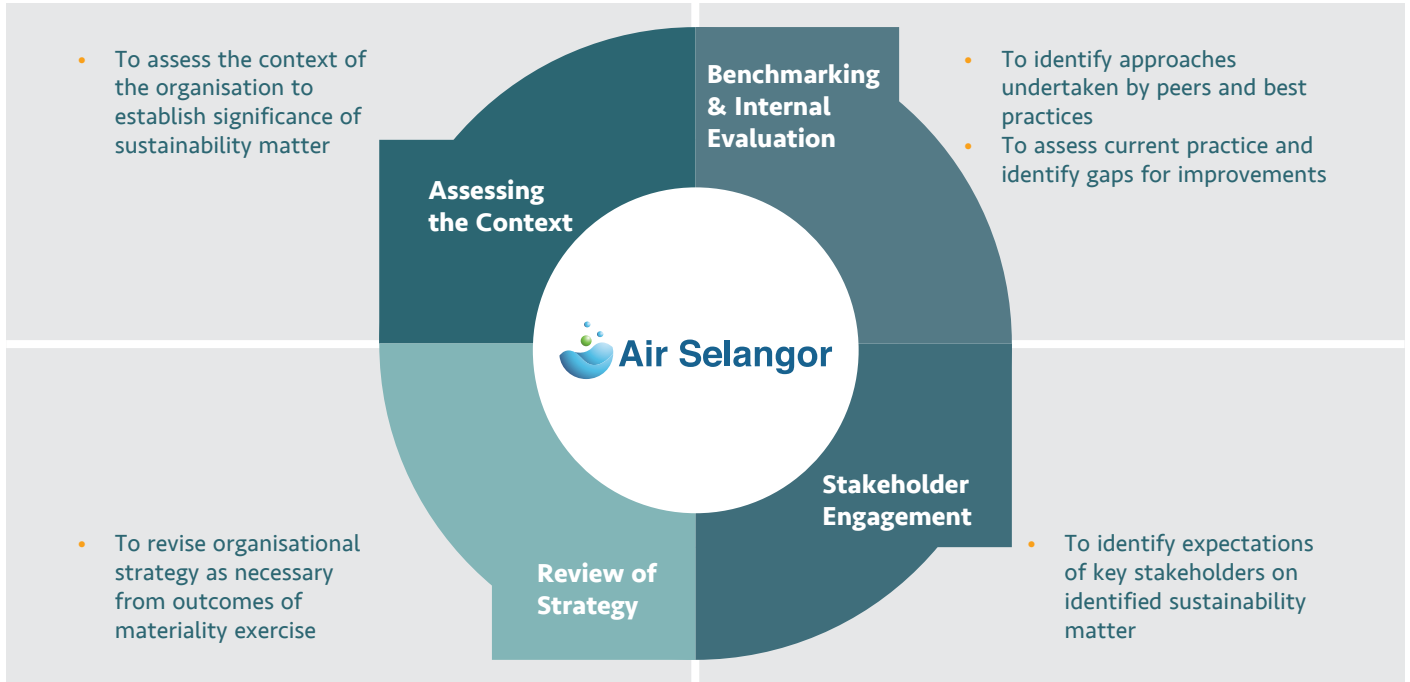 • To assess the context of
the organisation to
establish significance of
sustainability matter
Assessing
the Context
Benchmarking
& Internal
Evaluation
• To identify approaches
undertaken by peers and best
practices
• To assess current practice and
identify gaps for improvements
Air Selangor
• To revise organisational
strategy as necessary
from outcomes of
materiality exercise
Review of
Strategy
Stakeholder
Engagement
• To identify expectations
of key stakeholders on
identified sustainability
matter